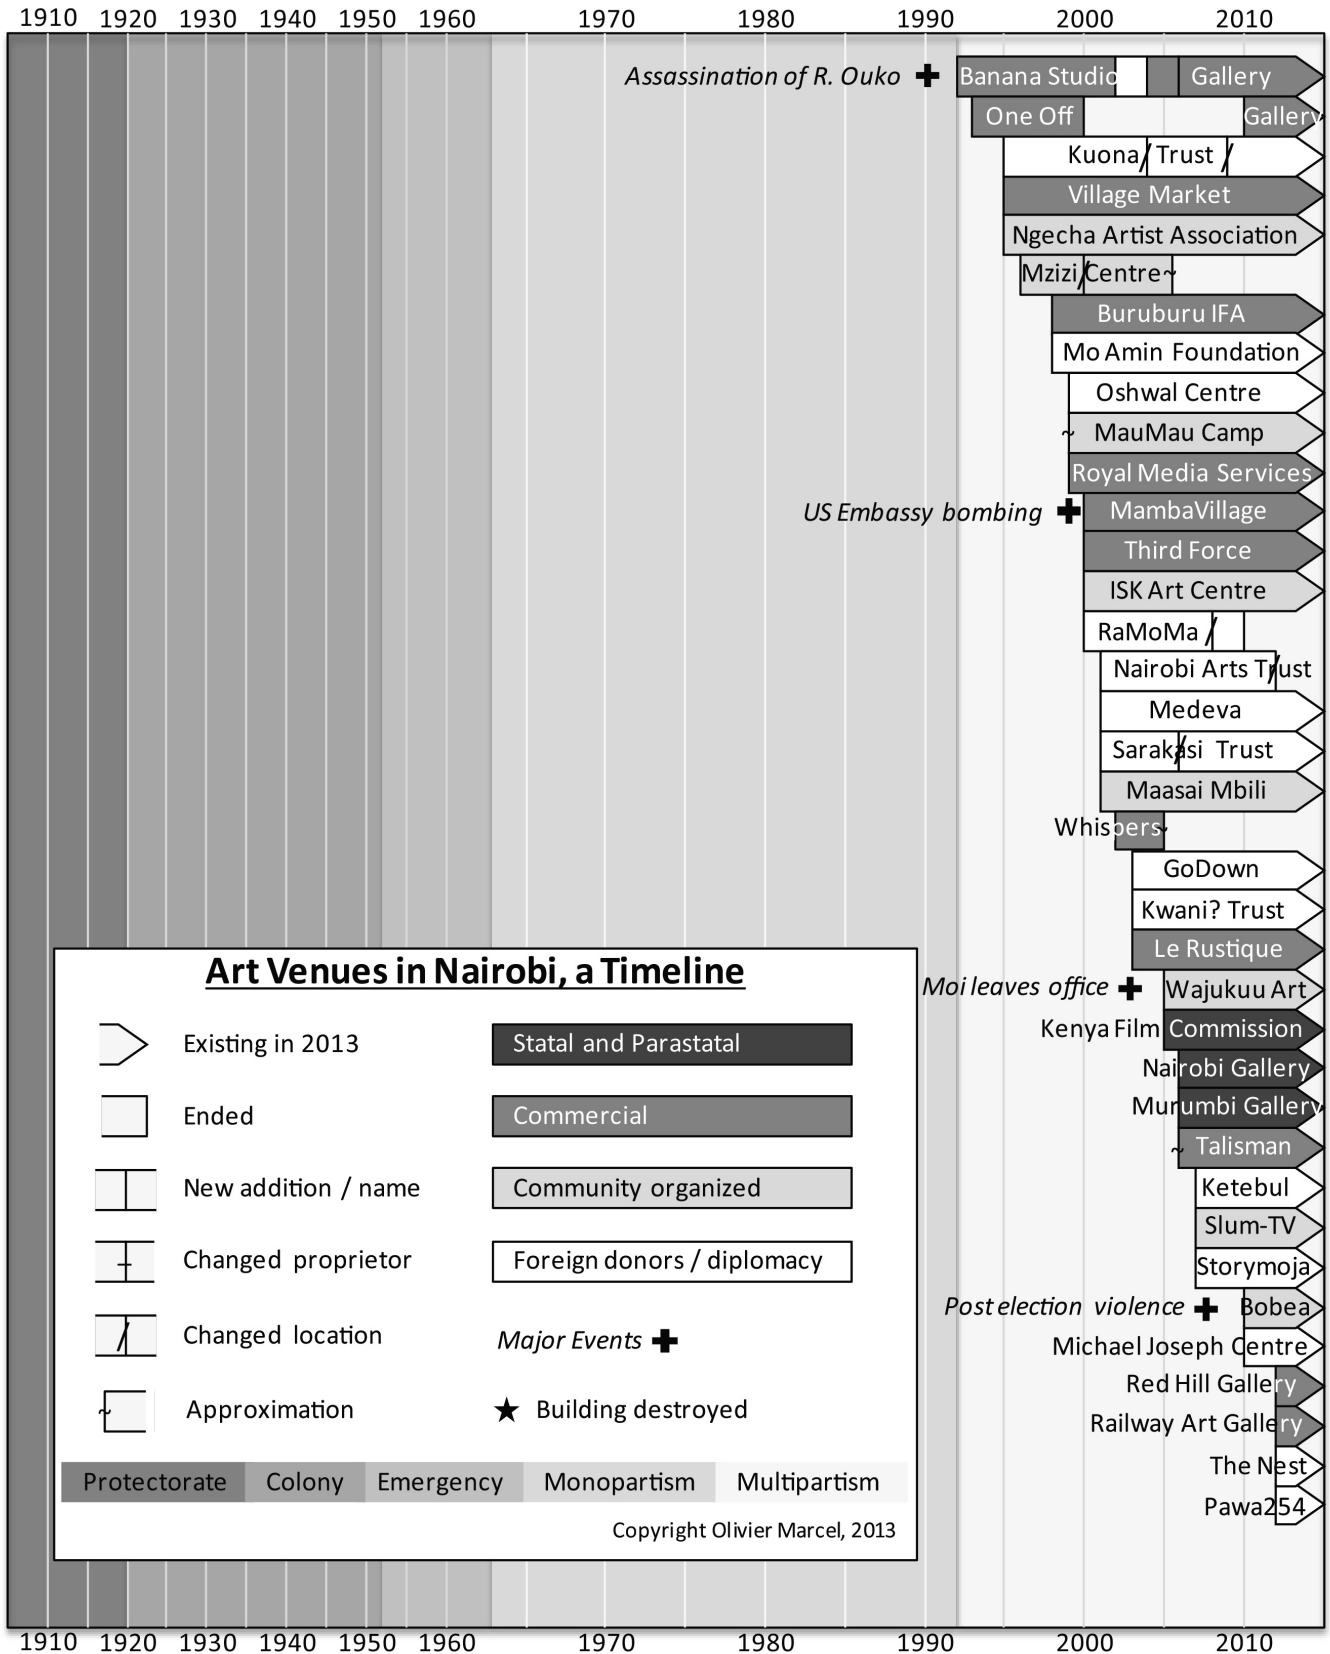 1910 1920 1930 1940 1950 1960 1970 1980 1990 2000 2010
Assassination of R. Ouko Banana Studio Gallery
One Off Gallery
Kuona Trust
Village Market
Ngecha Artist Association
Mzizi Centre~
Buruburu IFA
Mo Amin Foundation
Oshwal Centre
~ MauMau Camp
Royal Media Services
US Embassy bombing MambaVillage
Third Force
ISK Art Centre
RaMoMa
Nairobi Arts Trust
Medeva
Sarakasi Trust
Maasai Mbili
Whispers~
GoDown
Kwani? Trust
Le Rustique
Moi leaves office Wajukuu Art
Kenya Film Commission
Nairobi Gallery
Murumbi Gallery
~ Talisman
Ketebul
Slum-TV
Storymoja
Post election violence Bobea
Michael Joseph Centre
Red Hill Gallery
Railway Art Gallery
The Nest
Pawa254
Art Venues in Nairobi, a Timeline
Existing in 2013 Statal and Parastatal
Ended Commercial
New addition / name Community organized
Changed proprietor Foreign donors / diplomacy
Changed location Major Events
~ Approximation Building destroyed
Protectorate Colony Emergency Monopartism Multipartism
Copyright Olivier Marcel, 2013
1910 1920 1930 1940 1950 1960 1970 1980 1990 2000 2010